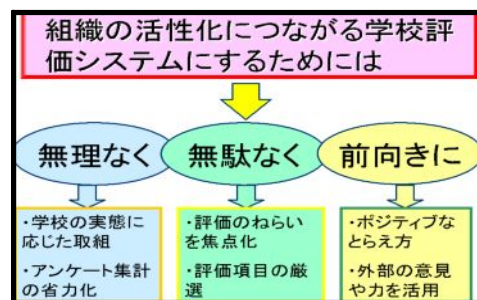 組織の活性化につながる学校評
価システムにするためには
無理なく
無駄なく
前向きに
・学校の実態に
応じた取組
・アンケート集計
の省力化
・評価のねらい
を焦点化
・評価項目の厳
選
・ポジティブな
とらえ方
・外部の意見
や力を活用